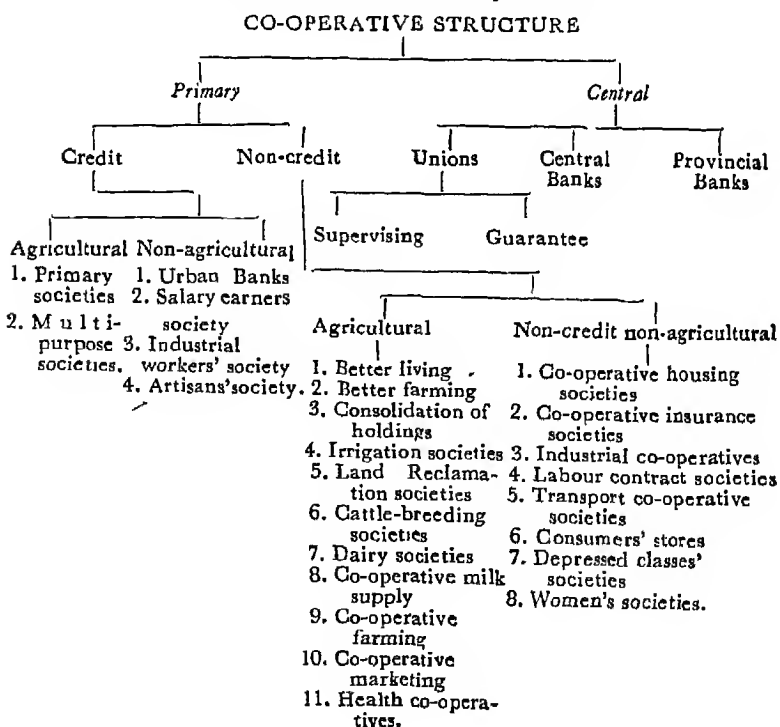 CO-OPERATIVE STRUCTURE
Primary
Central
Credit
Non-credit
Unions
Central
Banks
Provincial
Banks
Agricultural
1. Primary
societies
2. Multi-
purpose
societies.
Non-agricultural
1. Urban Banks
2. Salary earners
society
3. Industrial
workers' society
4. Artisans' society.
Supervising
Guarantee
Agricultural
1. Better living
2. Better farming
3. Consolidation of
holdings
4. Irrigation societies
5. Land Reclama-
tion societies
6. Cattle-breeding
societies
7. Dairy societies
8. Co-operative milk
supply
9. Co-operative
farming
10. Co-operative
marketing
11. Health co-opera-
tives.
Non-credit non-agricultural
1. Co-operative housing
societies
2. Co-operative insurance
societies
3. Industrial co-operatives
4. Labour contract societies
5. Transport co-operative
societies
6. Consumers' stores
7. Depressed classes'
societies
8. Women's societies.